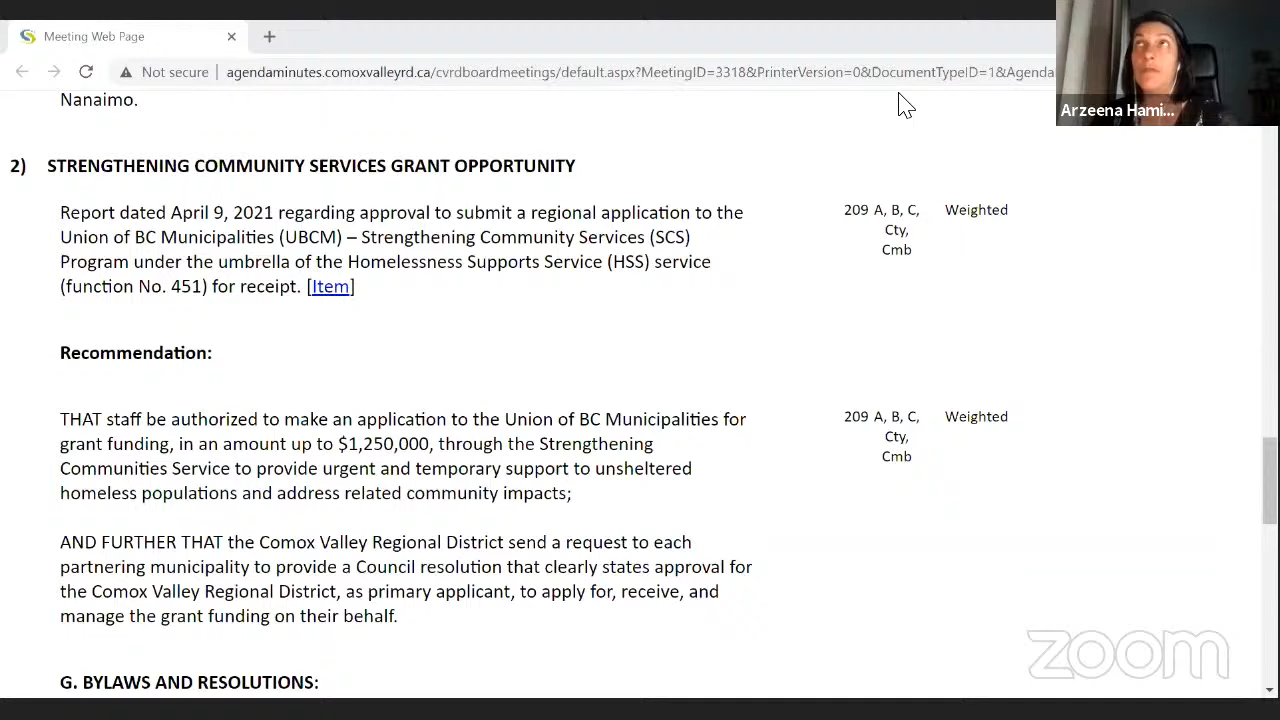 Meeting Web Page
Not secure
agendaminutes.comoxvalleyrd.ca/cvrdboardmeetings/default.aspx?MeetingID=3318&PrinterVersion=0&DocumentTypeID=1&Agenda
Arzeena Hami...
Nanaimo.
2) STRENGTHENING COMMUNITY SERVICES GRANT OPPORTUNITY
Report dated April 9, 2021 regarding approval to submit a regional application to the
Union of BC Municipalities (UBCM) – Strengthening Community Services (SCS)
Program under the umbrella of the Homelessness Supports Service (HSS) service
(function No. 451) for receipt. [Item]
209 A, B, C,
Cty,
Cmb
Weighted
Recommendation:
THAT staff be authorized to make an application to the Union of BC Municipalities for
grant funding, in an amount up to $1,250,000, through the Strengthening
Communities Service to provide urgent and temporary support to unsheltered
homeless populations and address related community impacts;
209 A, B, C,
Cty,
Cmb
Weighted
AND FURTHER THAT the Comox Valley Regional District send a request to each
partnering municipality to provide a Council resolution that clearly states approval for
the Comox Valley Regional District, as primary applicant, to apply for, receive, and
manage the grant funding on their behalf.
G. BYLAWS AND RESOLUTIONS:
zoom